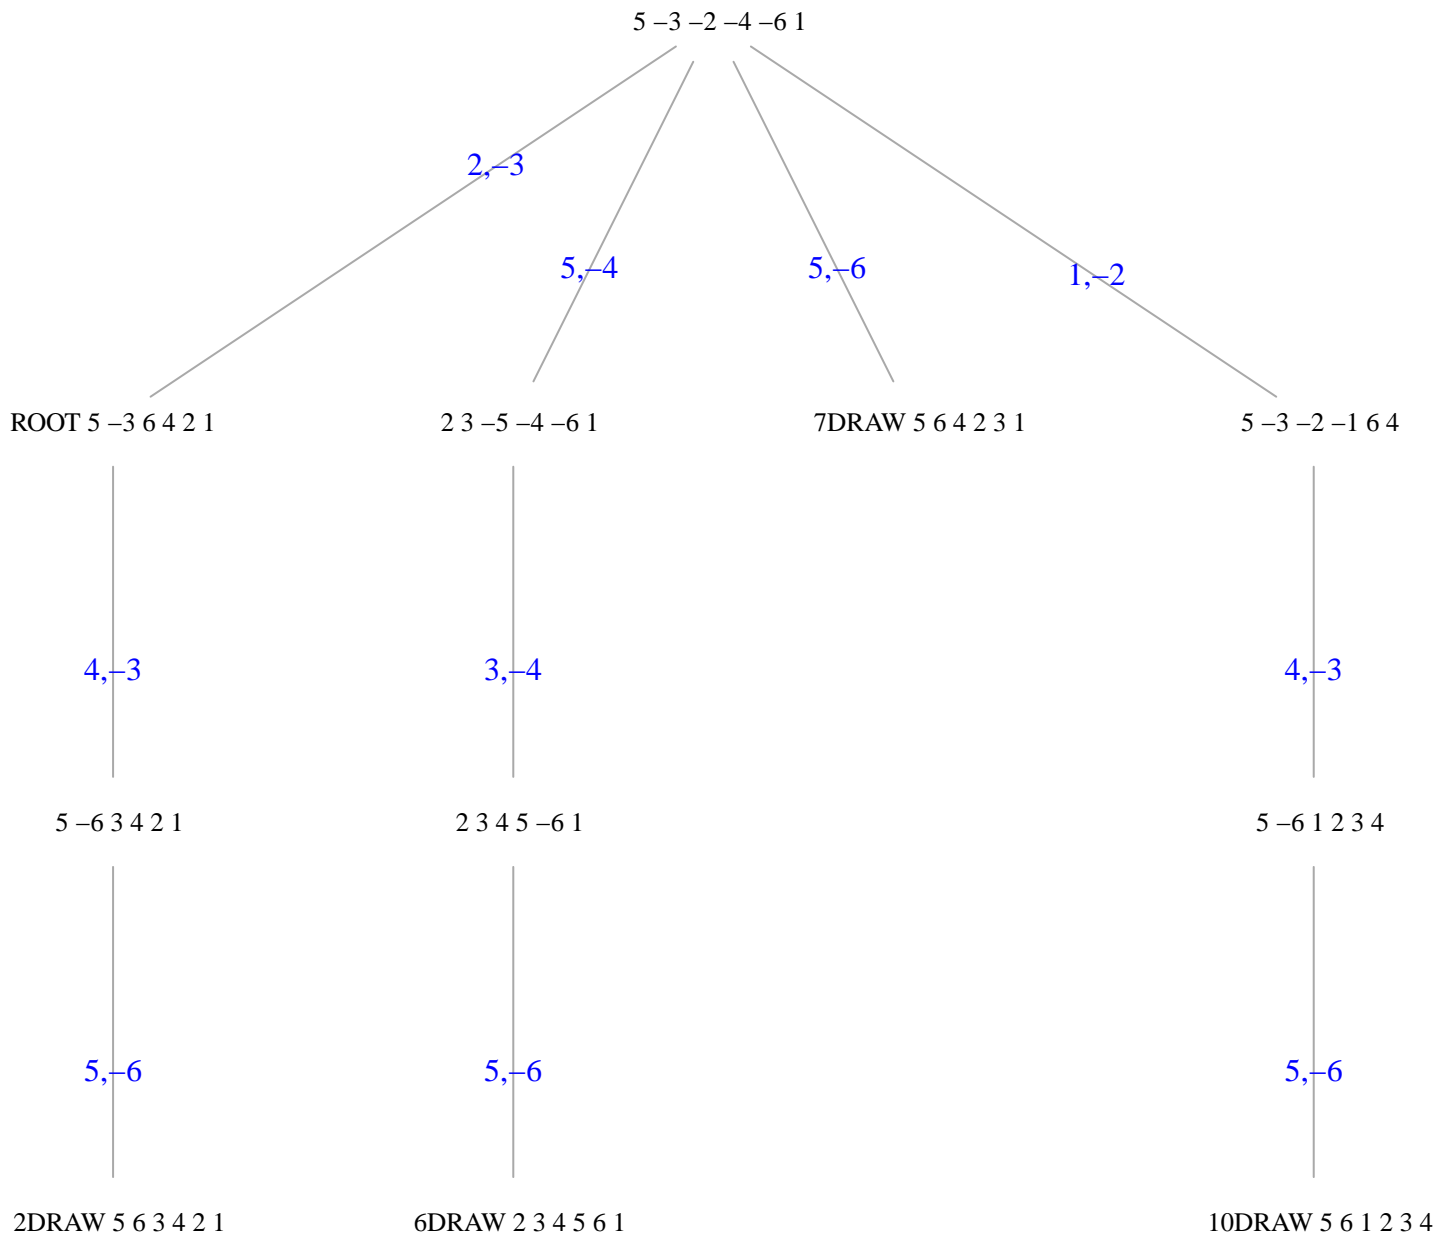 5 –3 –2 –4 –6 1
2,–3
5,–4
5,–6
1,–2
ROOT 5 –3 6 4 2 1
2 3 –5 –4 –6 1
7DRAW 5 6 4 2 3 1
5 –3 –2 –1 6 4
4,–3
3,–4
4,–3
5 –6 3 4 2 1
2 3 4 5 –6 1
5 –6 1 2 3 4
5,–6
5,–6
5,–6
2DRAW 5 6 3 4 2 1
6DRAW 2 3 4 5 6 1
10DRAW 5 6 1 2 3 4